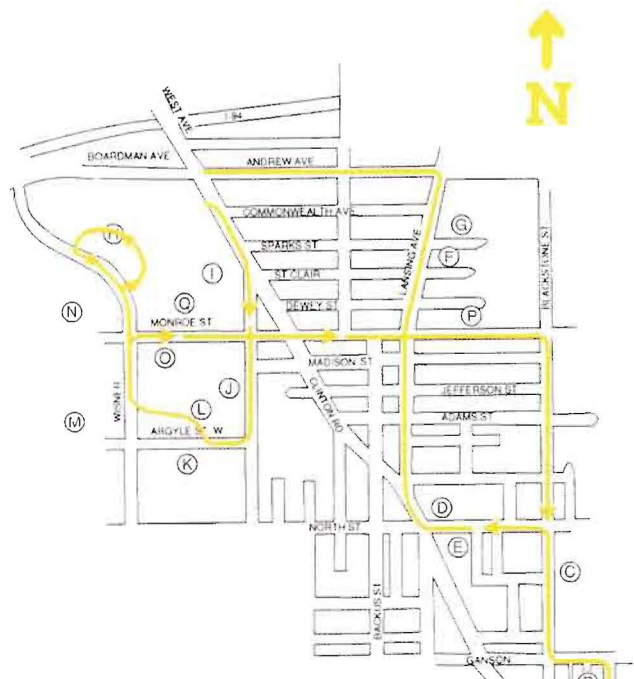 N
WEST AVE
I-94
BOARDMAN AVE
ANDREW AVE
COMMONWEALTH AVE
G
H
SPARKS ST
F
I
ST CLAIR
LANSING AVE
BLACKSTONE ST
Q
DEWEY ST
N
P
MONROE ST
O
MADISON ST
J
CLINTON RD
JEFFERSON ST
WISNER
L
ADAMS ST
M
ARGYLE ST W
K
D
NORTH ST
E
C
BACKUS ST
GANSON